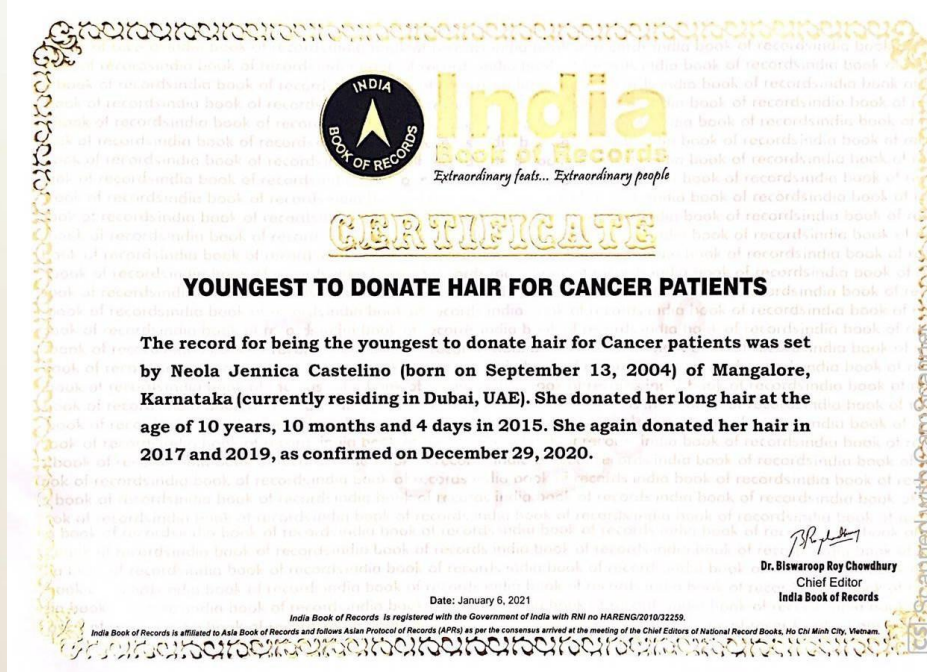 INDIA
BOOK OF RECORDS
India
Book of Records
Extraordinary feats... Extraordinary people
CERTIFICATE
YOUNGEST TO DONATE HAIR FOR CANCER PATIENTS
The record for being the youngest to donate hair for Cancer patients was set
by Neola Jennica Castelino (born on September 13, 2004) of Mangalore,
Karnataka (currently residing in Dubai, UAE). She donated her long hair at the
age of 10 years, 10 months and 4 days in 2015. She again donated her hair in
2017 and 2019, as confirmed on December 29, 2020.
Dr. Biswaroop Roy Chowdhury
Chief Editor
India Book of Records
Date: January 6, 2021
India Book of Records Is registered with the Government of India with RNI no HARENG/2010/32259.
India Book of Records is affiliated to Asia Book of Records and follows Asian Protocol of Records (APRs) as per the consensus arrived at the meeting of the Chief Editors of National Record Books, Ho Chi Minh City, Vietnam.
CS